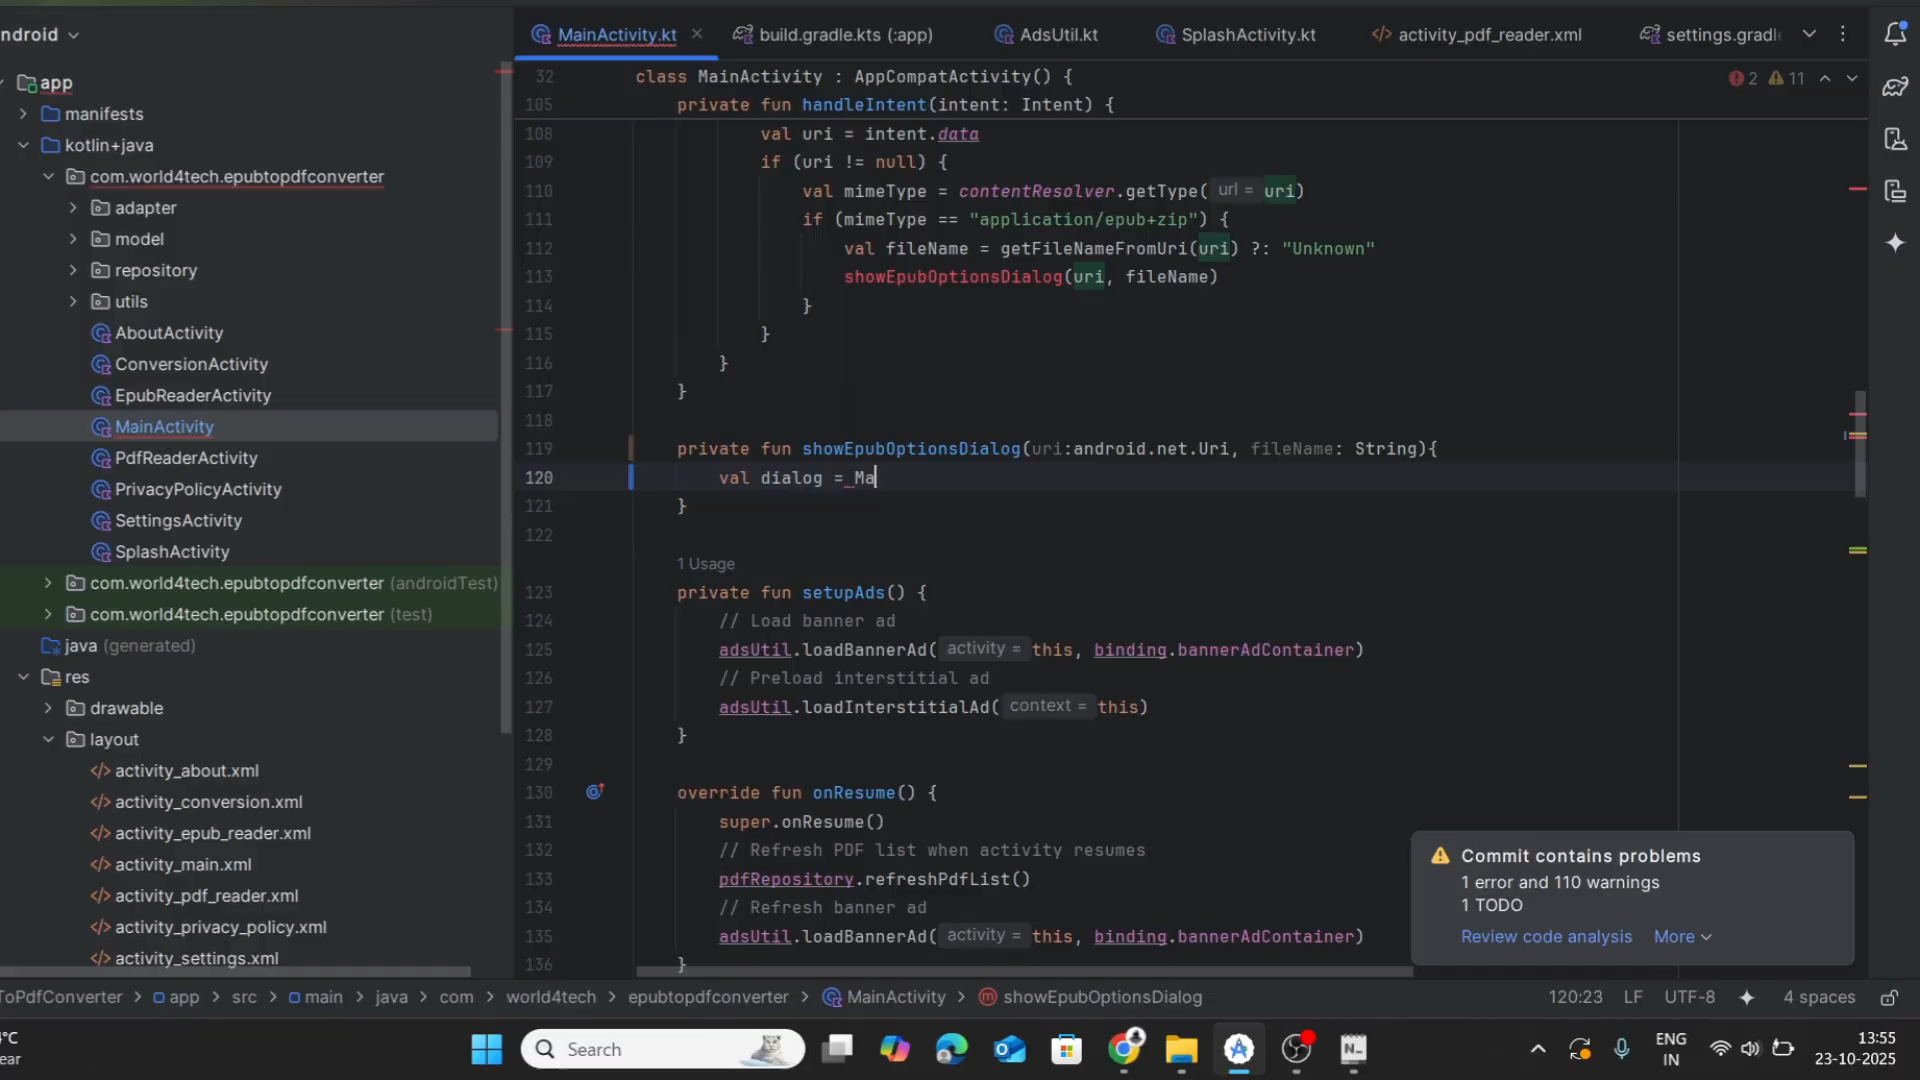 ndroid
MainActivity.kt
build.gradle.kts (:app)
AdsUtil.kt
SplashActivity.kt
activity_pdf_reader.xml
settings.gradl
app
manifests
kotlin+java
com.world4tech.epubtopdfconverter
adapter
model
repository
utils
AboutActivity
ConversionActivity
EpubReaderActivity
MainActivity
PdfReaderActivity
PrivacyPolicyActivity
SettingsActivity
SplashActivity
com.world4tech.epubtopdfconverter (androidTest)
com.world4tech.epubtopdfconverter (test)
java (generated)
res
drawable
layout
activity_about.xml
activity_conversion.xml
activity_epub_reader.xml
activity_main.xml
activity_pdf_reader.xml
activity_privacy_policy.xml
activity_settings.xml
2 11
32 class MainActivity : AppCompatActivity() {
105 private fun handleIntent(intent: Intent) {
108 val uri = intent.data
109 if (uri != null) {
110 val mimeType = contentResolver.getType( url = uri)
111 if (mimeType == "application/epub+zip") {
112 val fileName = getFileNameFromUri(uri) ?: "Unknown"
113 showEpubOptionsDialog(uri, fileName)
114 }
115 }
116 }
117 }
118
119 private fun showEpubOptionsDialog(uri:android.net.Uri, fileName: String){
120 val dialog = Ma
121 }
122
1 Usage
123 private fun setupAds() {
124 // Load banner ad
125 adsUtil.loadBannerAd( activity = this, binding.bannerAdContainer)
126 // Preload interstitial ad
127 adsUtil.loadInterstitialAd( context = this)
128 }
129
130 override fun onResume() {
131 super.onResume()
132 // Refresh PDF list when activity resumes
133 pdfRepository.refreshPdfList()
134 // Refresh banner ad
135 adsUtil.loadBannerAd( activity = this, binding.bannerAdContainer)
136 }
Commit contains problems
1 error and 110 warnings
1 TODO
Review code analysis More
ToPdfConverter > app > src > main > java > com > world4tech > epubtopdfconverter > MainActivity > showEpubOptionsDialog
120:23 LF UTF-8 4 spaces
°C
ear
Search
ENG
IN
13:55
23-10-2025